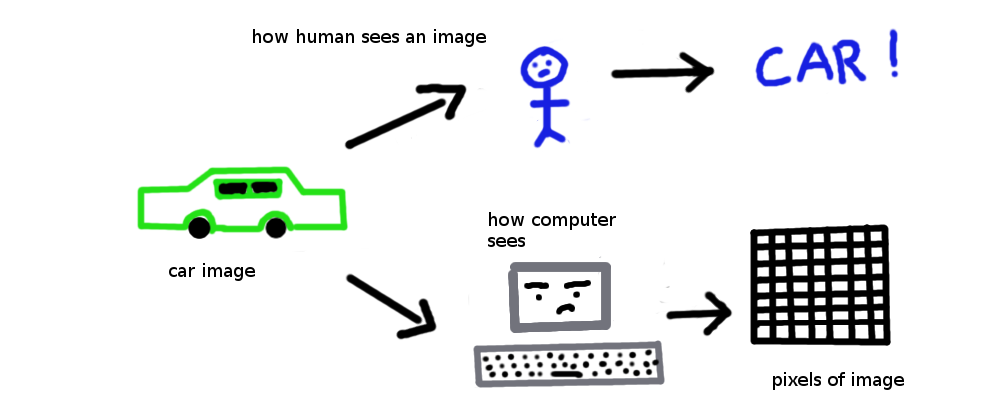 how human sees an image
CAR !
car image
how computer
sees
pixels of image